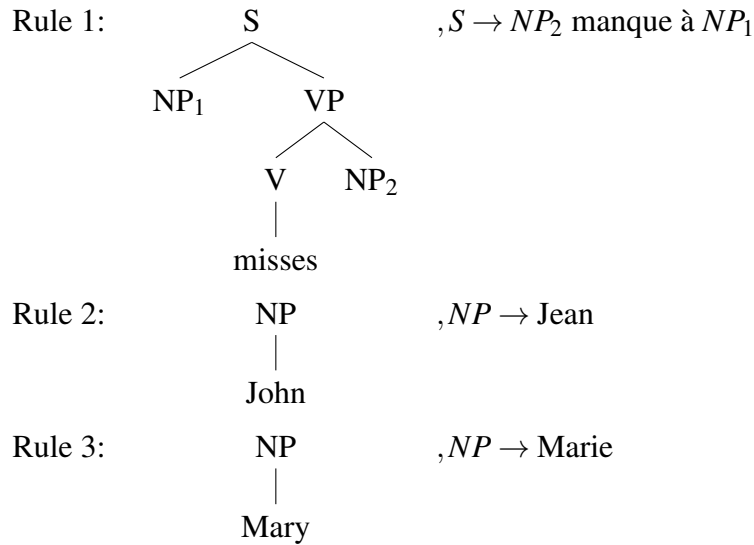 Rule 1: S , S → NP₂ manque à NP₁
NP₁ VP
V NP₂
misses
Rule 2: NP , NP → Jean
John
Rule 3: NP , NP → Marie
Mary